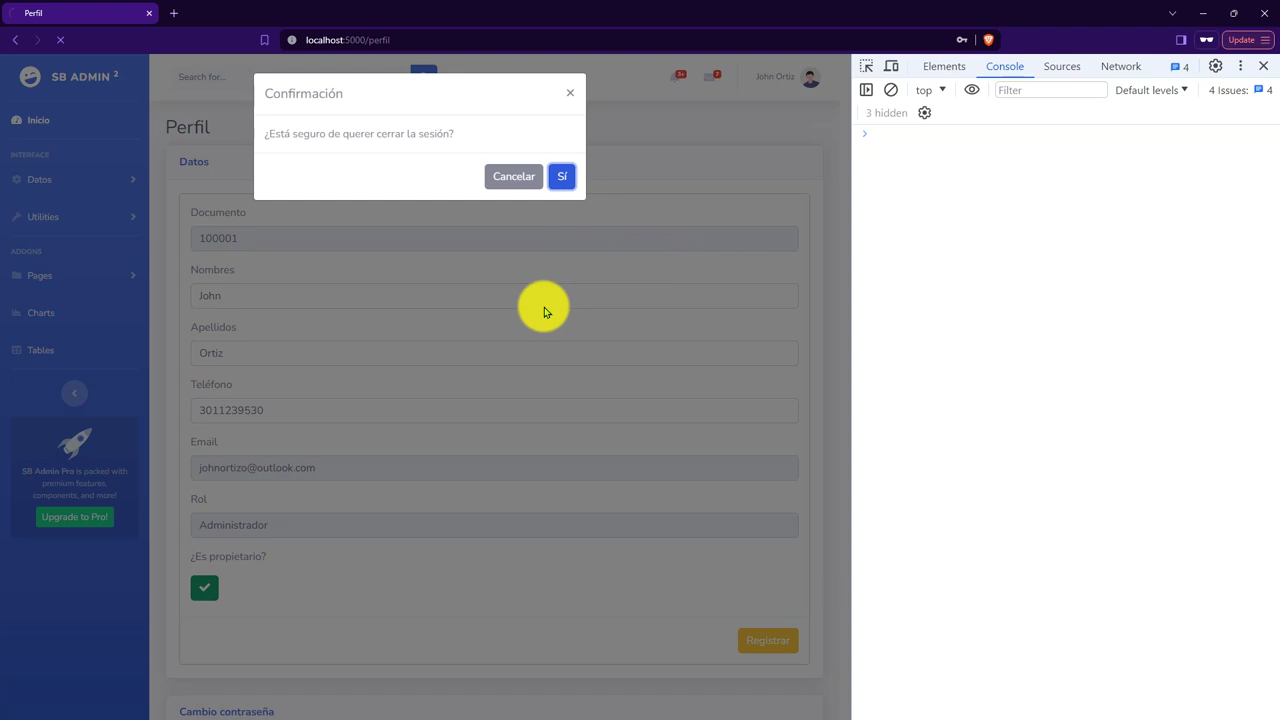 Perfil
localhost:5000/perfil
Update
SB ADMIN 2
Inicio
INTERFACE
Datos
Utilities
ADDONS
Pages
Charts
Tables
SB Admin Pro is packed with
premium features,
components, and more!
Upgrade to Pro!
Search for...
3+
7
John Ortiz
Confirmación
¿Está seguro de querer cerrar la sesión?
Cancelar
Sí
Perfil
Datos
Documento
100001
Nombres
John
Apellidos
Ortiz
Teléfono
3011239530
Email
johnortizo@outlook.com
Rol
Administrador
¿Es propietario?
Registrar
Cambio contraseña
Elements
Console
Sources
Network
4
top
Filter
Default levels
4 Issues:
4
3 hidden